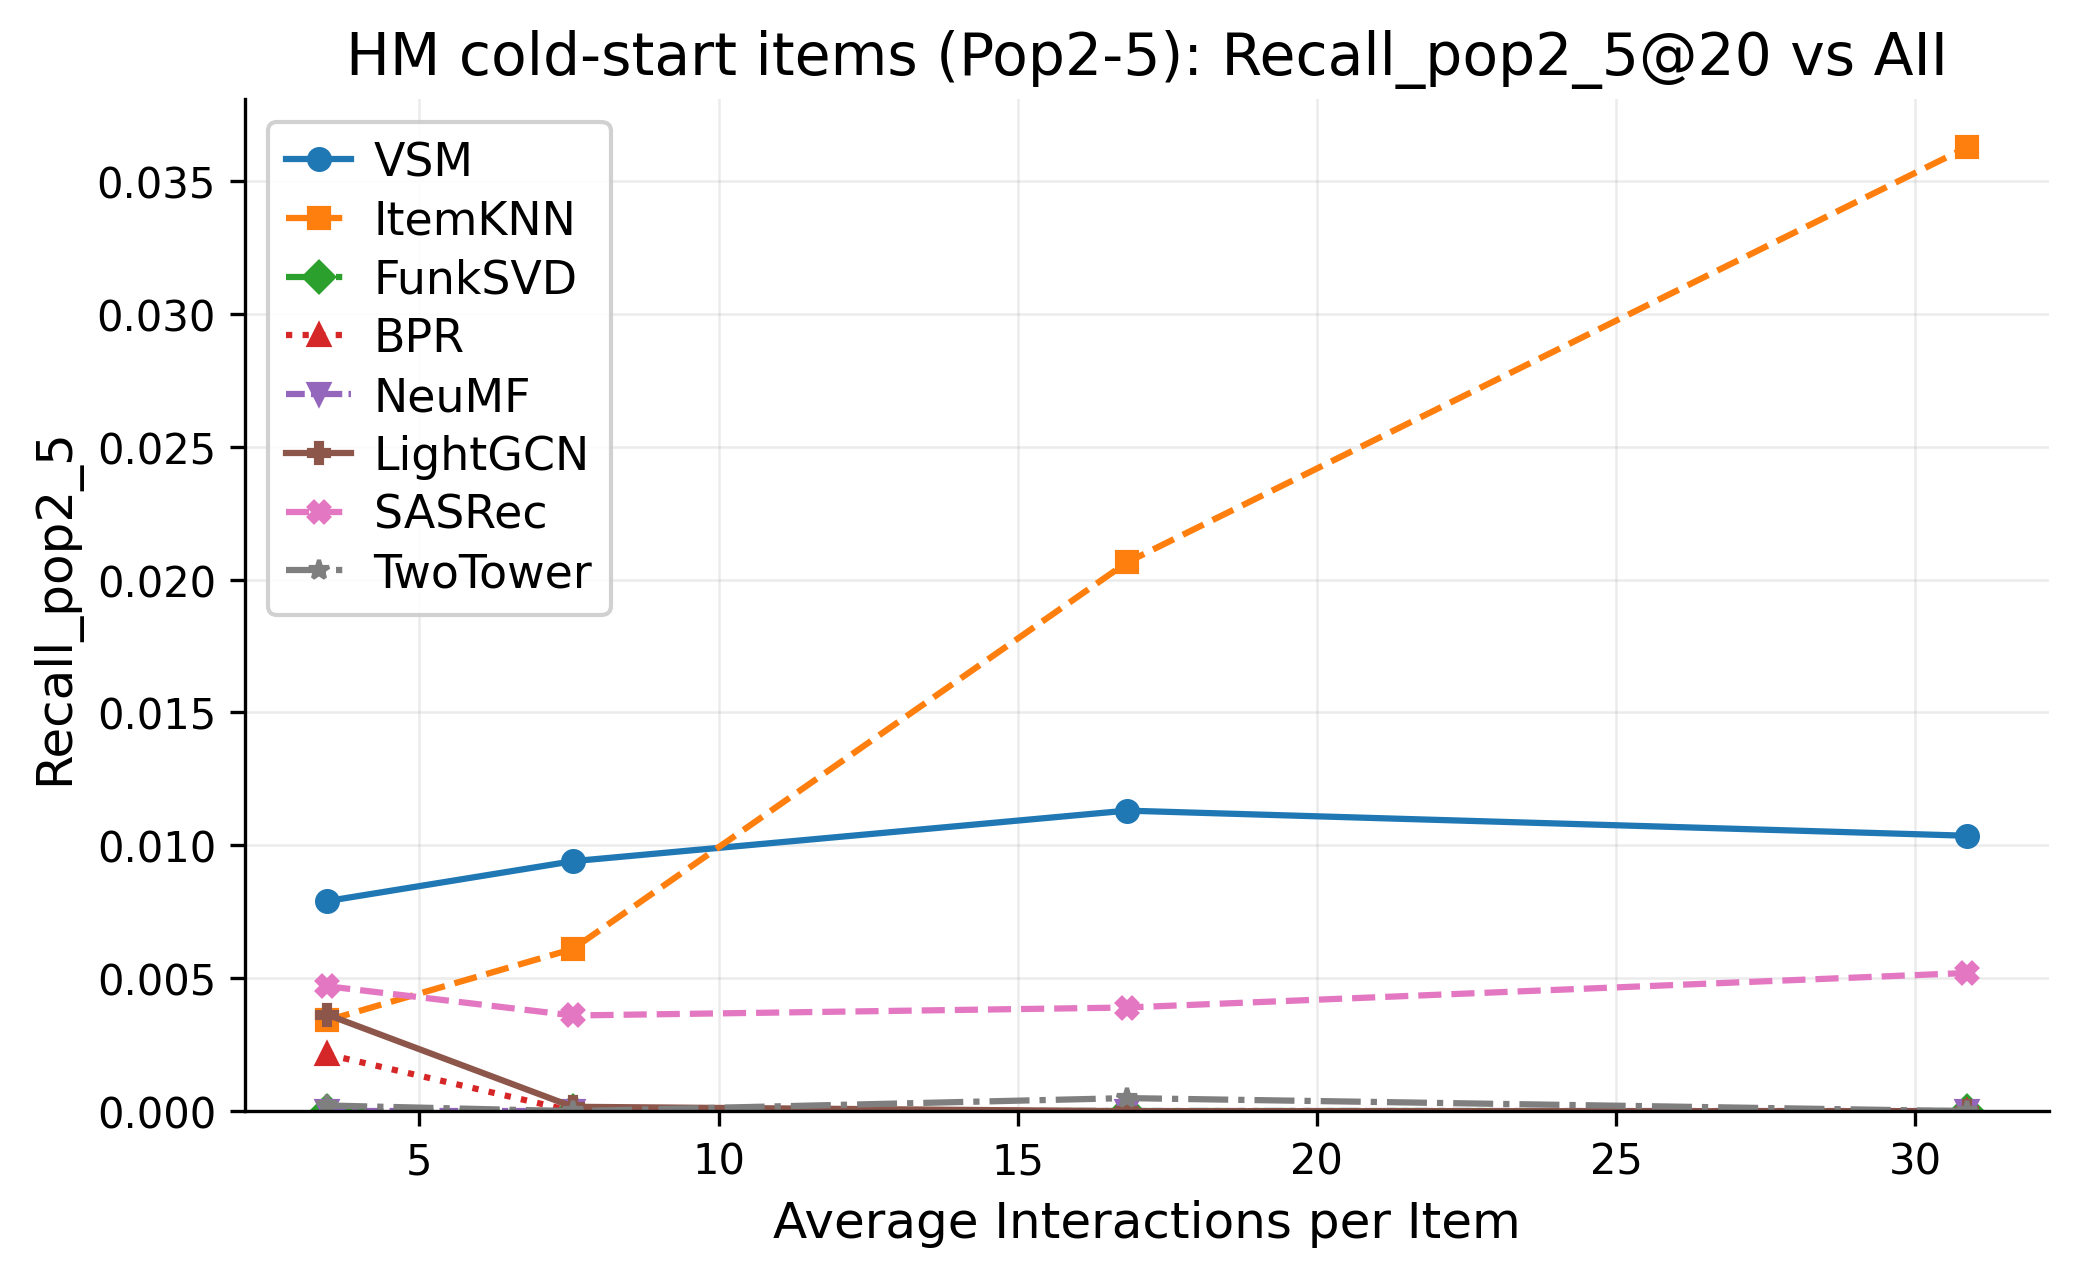 HM cold-start items (Pop2-5): Recall_pop2_5@20 vs AII
VSM
ItemKNN
FunkSVD
BPR
NeuMF
LightGCN
SASRec
TwoTower
Recall_pop2_5
0.035
0.030
0.025
0.020
0.015
0.010
0.005
0.000
5 10 15 20 25 30
Average Interactions per Item